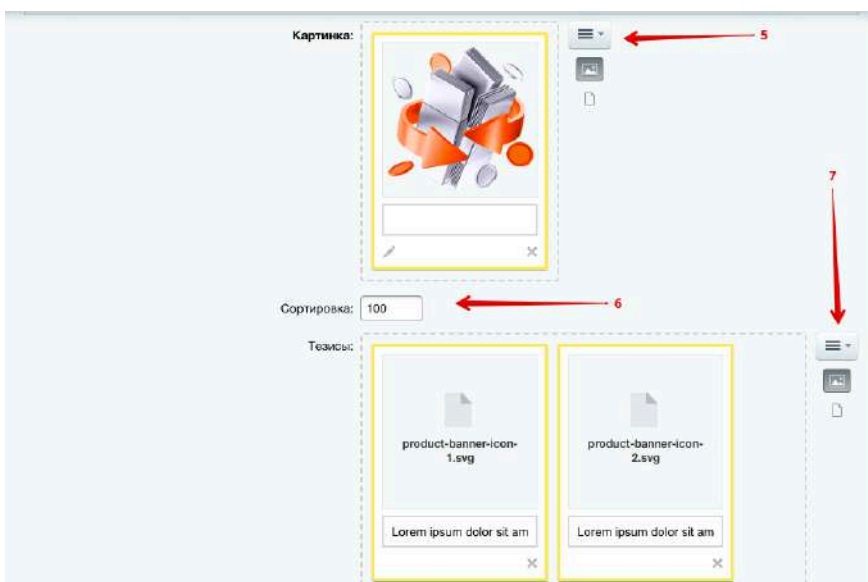 Картинка:
5
7
Сортировка: 100
6
Тезисы:
product-banner-icon-
1.svg
product-banner-icon-
2.svg
Lorem ipsum dolor sit am
Lorem ipsum dolor sit am